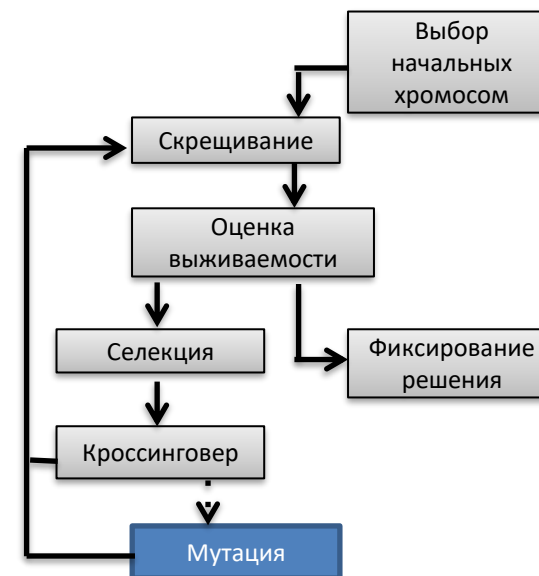 Выбор
начальных
хромосом
Скрещивание
Оценка
выживаемости
Селекция
Фиксирование
решения
Кроссинговер
Мутация